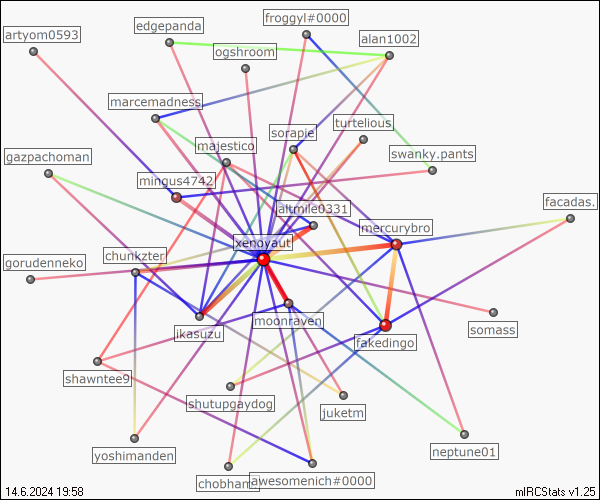 froggyl#0000
edgepanda
artyom0593
alan1002
ogshroom
marcemadness
turtelious
sorapie
majestico
swanky.pants
gazpachoman
mingus4742
facadas.
altmile0331
mercurybro
xenoyaut
chunkzter
gorudenneko
somass
moonraven
ikasuzu
fakedingo
shawntee9
shutupgaydog
juketm
neptune01
yoshimanden
chobham
awesomenich#0000
14.6.2024 19:58
mIRCStats v1.25